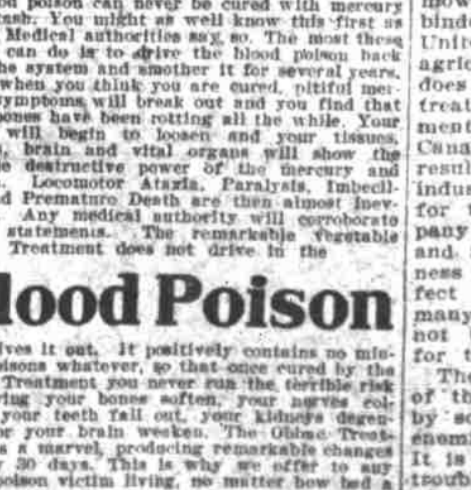 poison can never be cured with mercury
You might as well know this first as
Medical authorities say so. The most these
can do is to drive the blood poison back
the system and smother it for several years.
when you think you are cured, pitiful mer-
symptoms will break out and you find that
bones have been rotting all the while. Your
will begin to loosen and your tissues,
brain and vital organs will show the
destructive power of the mercury and
Locomotor Ataxia, Paralysis, Imbecil-
Premature Death are then almost inev-
Any medical authority will corroborate
statements. The remarkable Vegetable
Treatment does not drive in the
lood Poison
ives it out. It positively contains no min-
oisons whatever, so that once cured by the
Treatment you never run the terrible risk
ving your bones soften, your nerves col-
your teeth fall out, your kidneys degen-
or your brain weaken. The Obine Treat-
s a marvel, producing remarkable changes
30 days. This is why we offer to any
poison victim living, no matter how bad a
bind
Unit
agric
does
treat
men
Cana
resul
indu
for
pany
and
ness
fect
many
not
for
The
of th
by so
enem
It is
troub